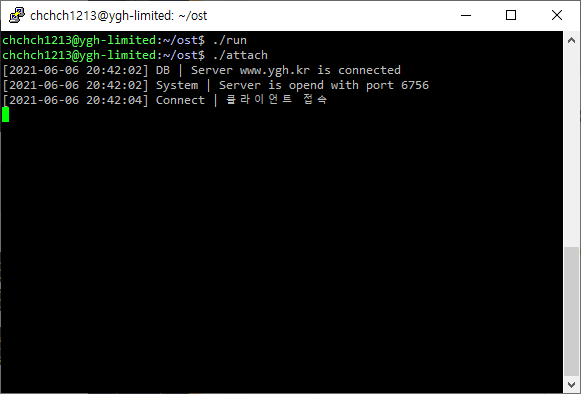 chchch1213@ygh-limited: ~/ost
chchch1213@ygh-limited:~/ost$ ./run
chchch1213@ygh-limited:~/ost$ ./attach
[2021-06-06 20:42:02] DB | Server www.ygh.kr is connected
[2021-06-06 20:42:02] System | Server is opend with port 6756
[2021-06-06 20:42:04] Connect | 클라이언트 접속